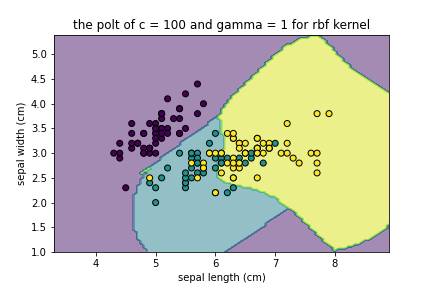 the polt of c = 100 and gamma = 1 for rbf kernel
5.0
4.5
4.0
3.5
3.0
2.5
2.0
1.5
1.0
sepal width (cm)
4 5 6 7 8
sepal length (cm)